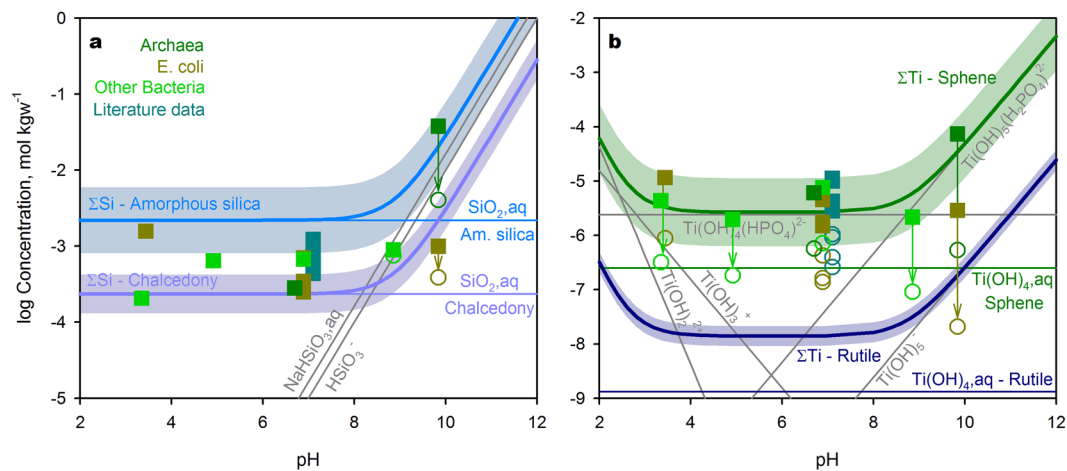 a
Archaea
E. coli
Other Bacteria
Literature data
ΣSi - Amorphous silica
SiO2,aq
Am. silica
ΣSi - Chalcedony
SiO2,aq
Chalcedony
NaHSiO3,aq
HSiO3-
log Concentration, mol kgw-1
0
-1
-2
-3
-4
-5
2
4
6
8
10
12
pH
b
ΣTi - Sphene
Ti(OH)5(H2PO4)2-
Ti(OH)4(HPO4)2-
Ti(OH)4,aq
Sphene
Ti(OH)22+
Ti(OH)3+
Ti(OH)5-
ΣTi - Rutile
Ti(OH)4,aq - Rutile
-2
-3
-4
-5
-6
-7
-8
-9
2
4
6
8
10
12
pH